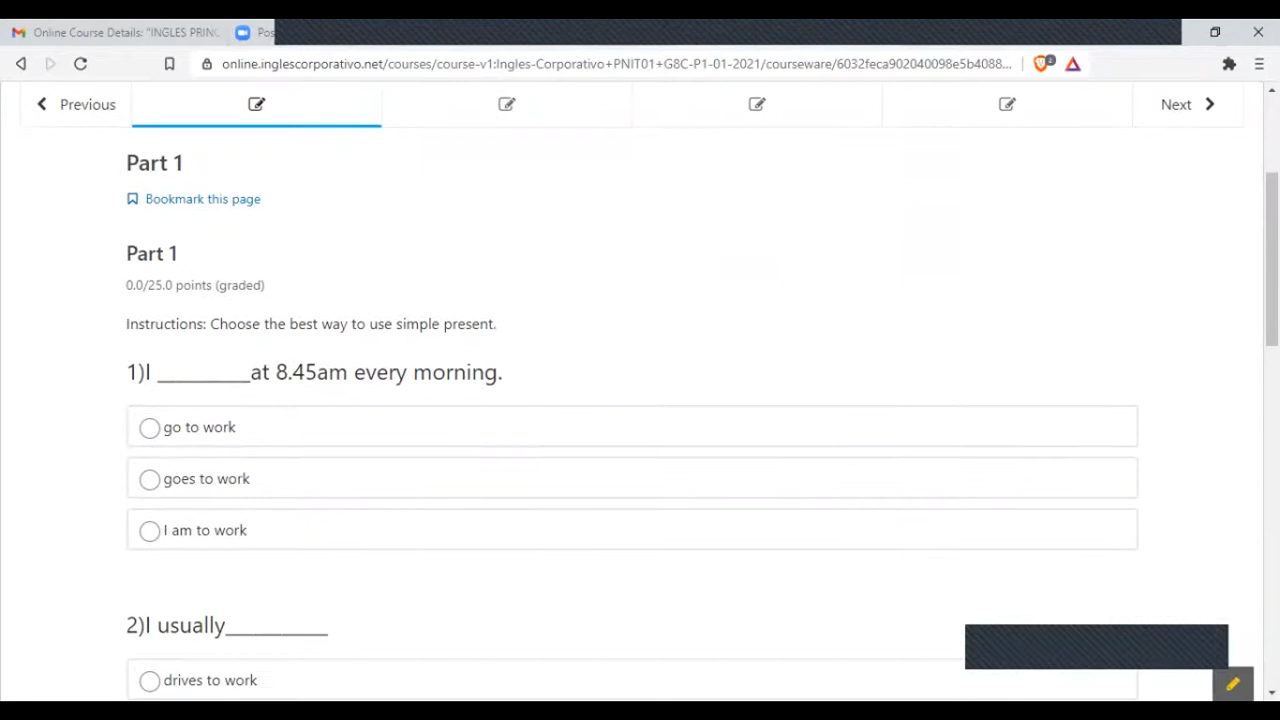 Online Course Details: "INGLES PRINC
Pos
online.inglescorporativo.net/courses/course-v1:Ingles-Corporativo+PNIT01+G8C-P1-01-2021/courseware/6032feca902040098e5b4088...
2
Previous
Next
Part 1
Bookmark this page
Part 1
0.0/25.0 points (graded)
Instructions: Choose the best way to use simple present.
1)I _________at 8.45am every morning.
go to work
goes to work
I am to work
2)I usually__________
drives to work